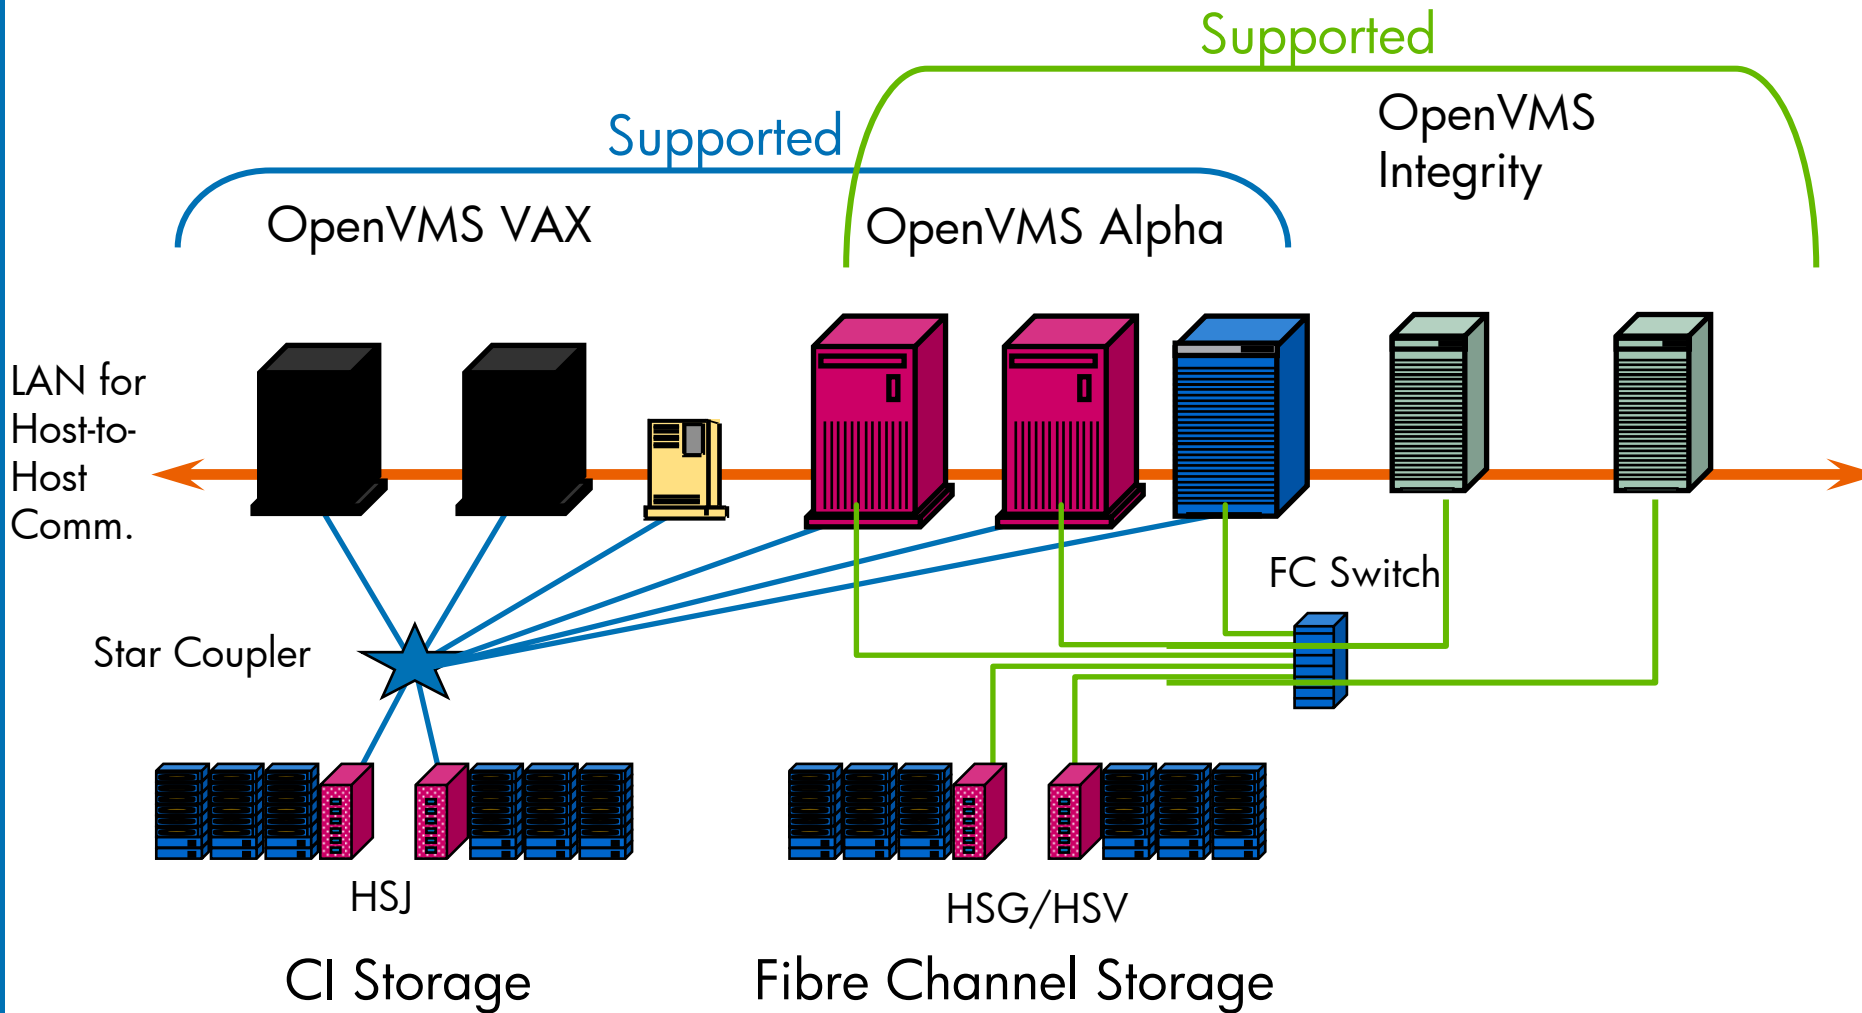 Supported
OpenVMS
Integrity
Supported
OpenVMS VAX
OpenVMS Alpha
LAN for
Host-to-
Host
Comm.
FC Switch
Star Coupler
HSJ
HSG/HSV
CI Storage
Fibre Channel Storage